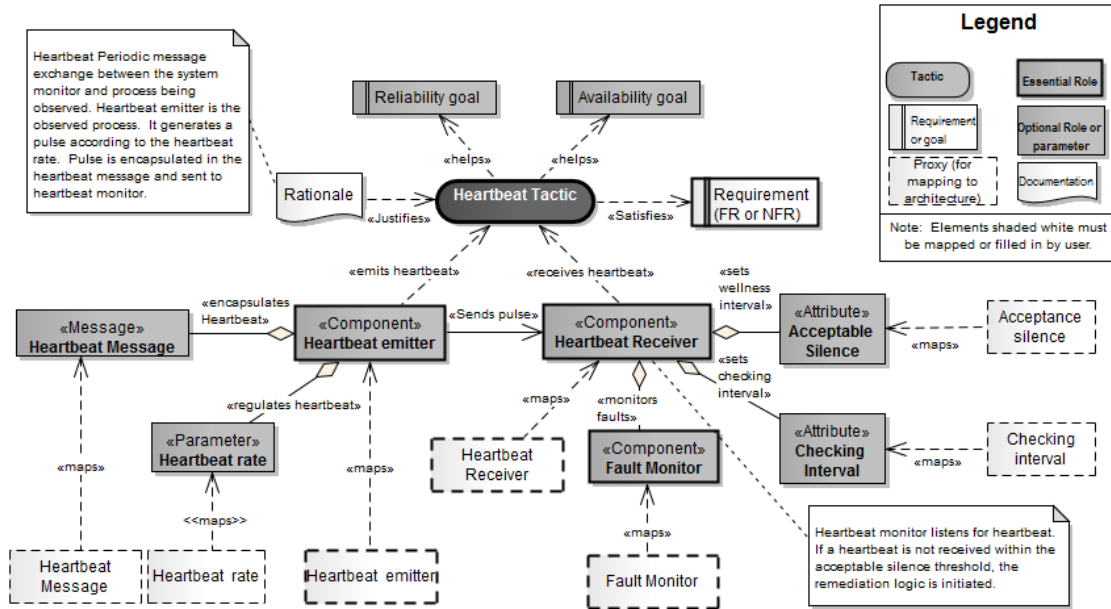 Heartbeat Periodic message
exchange between the system
monitor and process being
observed. Heartbeat emitter is the
observed process. It generates a
pulse according to the heartbeat
rate. Pulse is encapsulated in the
heartbeat message and sent to
heartbeat monitor.
Legend
Tactic
Essential Role
Requirement
or goal
Optional Role or
parameter
Proxy (for
mapping to
architecture)
Documentation
Note: Elements shaded white must
be mapped or filled in by user.
Reliability goal
Availability goal
«helps»
«helps»
Rationale
«Justifies»
Heartbeat Tactic
«Satisfies»
Requirement
(FR or NFR)
«emits heartbeat»
«receives heartbeat»
«sets
wellness
interval»
«encapsulates
Heartbeat»
«Sends pulse»
«Message»
Heartbeat Message
«Component»
Heartbeat emitter
«Component»
Heartbeat Receiver
«Attribute»
Acceptable
Silence
«maps»
Acceptance
silence
«sets
checking
interval»
«regulates heartbeat»
«maps»
«monitors
faults»
«Parameter»
Heartbeat rate
Heartbeat
Receiver
«Component»
Fault Monitor
«Attribute»
Checking
Interval
«maps»
Checking
interval
«maps»
«maps»
<<maps>>
«maps»
Heartbeat
Message
Heartbeat rate
Heartbeat emitter
Fault Monitor
Heartbeat monitor listens for heartbeat.
If a heartbeat is not received within the
acceptable silence threshold, the
remediation logic is initiated.